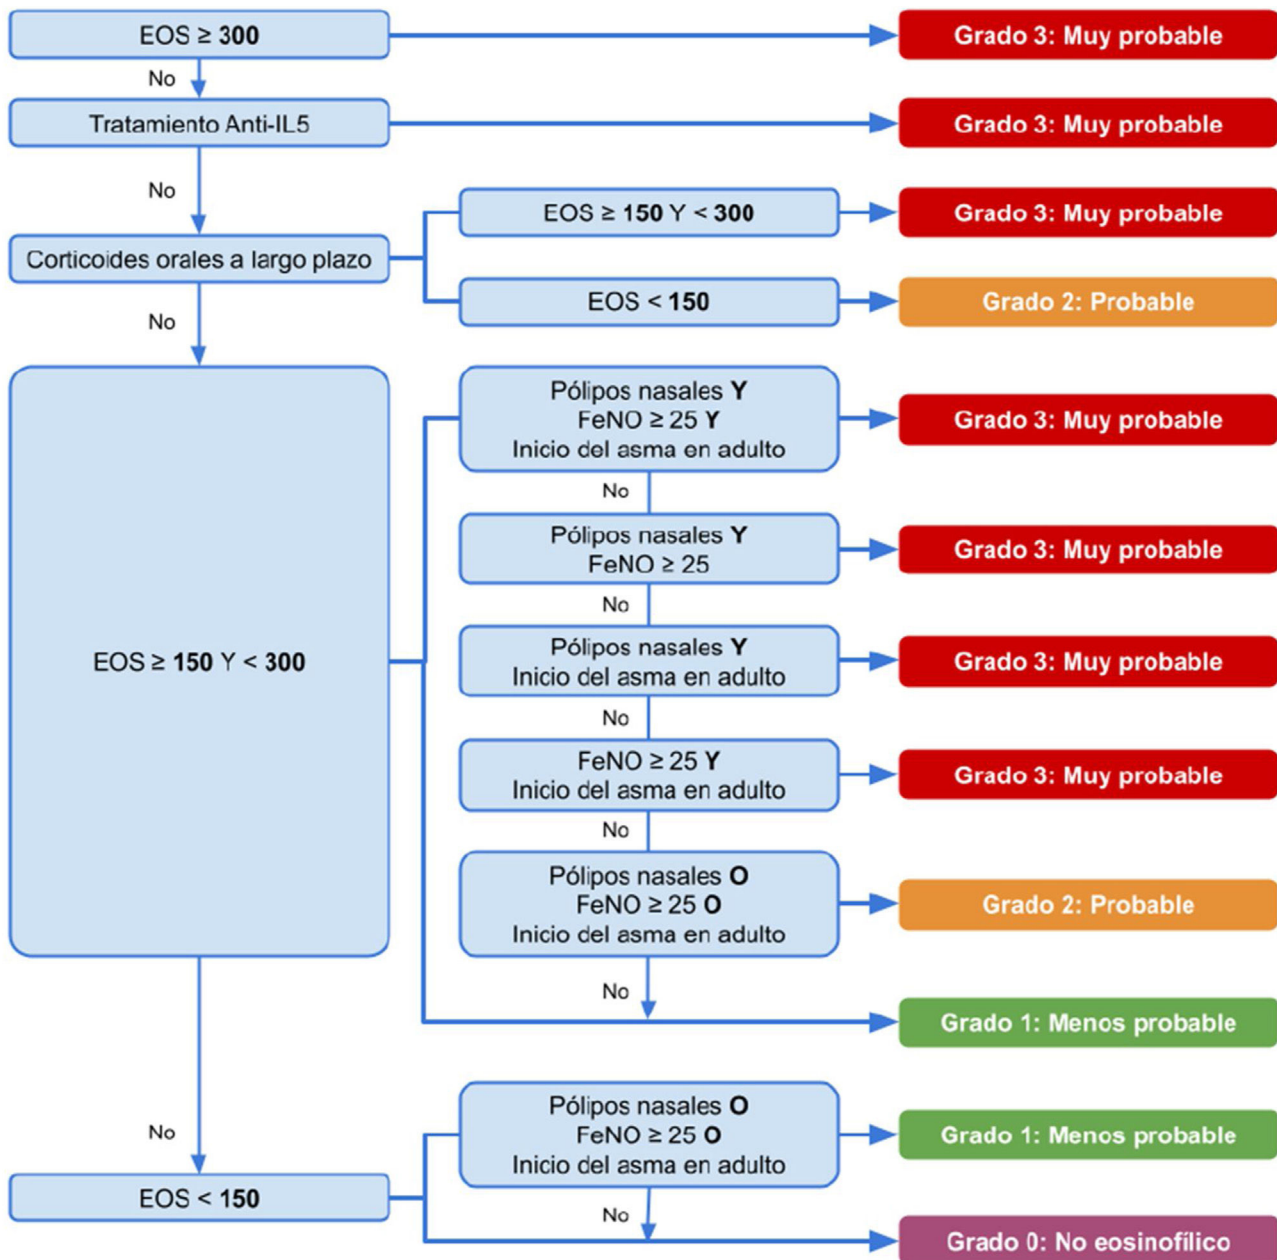 EOS ≥ 300
Grado 3: Muy probable
No
Tratamiento Anti-IL5
Grado 3: Muy probable
No
EOS ≥ 150 Y < 300
Grado 3: Muy probable
Corticoides orales a largo plazo
EOS < 150
Grado 2: Probable
No
EOS ≥ 150 Y < 300
Pólipos nasales Y
FeNO ≥ 25 Y
Inicio del asma en adulto
Grado 3: Muy probable
No
Pólipos nasales Y
FeNO ≥ 25
Grado 3: Muy probable
No
Pólipos nasales Y
Inicio del asma en adulto
Grado 3: Muy probable
No
FeNO ≥ 25 Y
Inicio del asma en adulto
Grado 3: Muy probable
No
Pólipos nasales O
FeNO ≥ 25 O
Inicio del asma en adulto
Grado 2: Probable
No
Grado 1: Menos probable
No
EOS < 150
Pólipos nasales O
FeNO ≥ 25 O
Inicio del asma en adulto
Grado 1: Menos probable
No
Grado 0: No eosinofílico